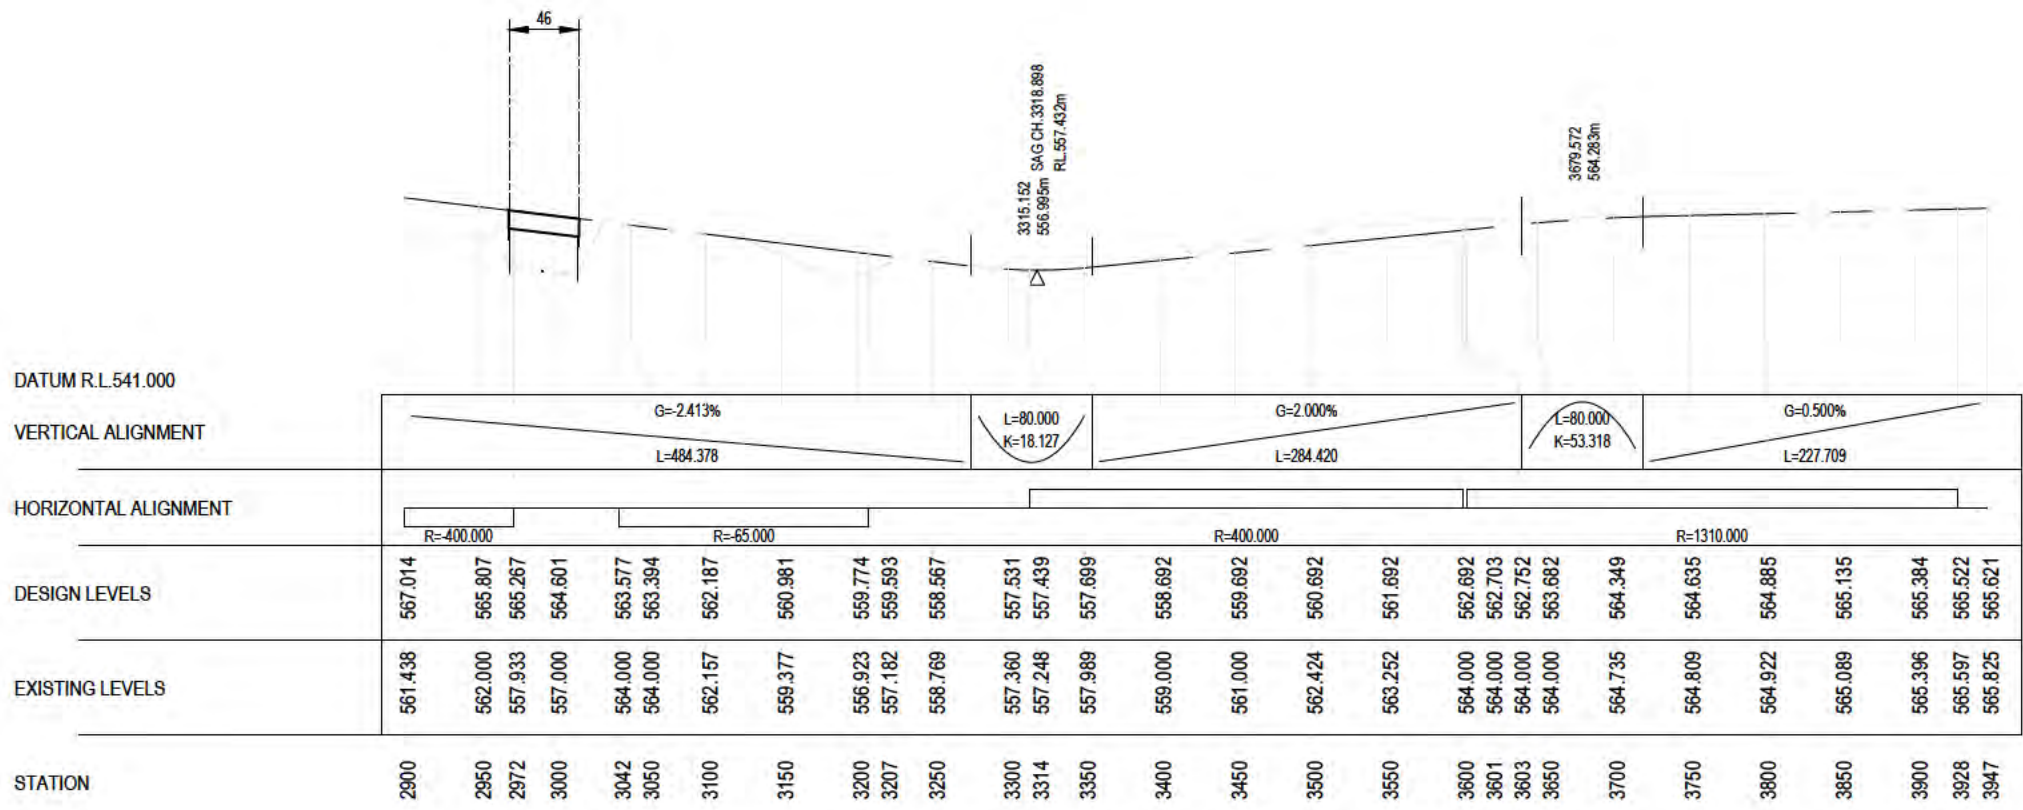 46
3315.152
556.995m
SAG CH.3318.898
RL.557.432m
3679.572
564.283m
DATUM R.L.541.000
VERTICAL ALIGNMENT
G=-2.413%
L=484.378
L=80.000
K=18.127
G=2.000%
L=284.420
L=80.000
K=53.318
G=0.500%
L=227.709
HORIZONTAL ALIGNMENT
R=-400.000
R=-65.000
R=400.000
R=1310.000
DESIGN LEVELS
567.014 565.807 565.267 564.601 563.577 563.394 562.187 560.981 559.774 559.593 558.567 557.531 557.439 557.699 558.692 559.692 560.692 561.692 562.692 562.703 562.752 563.682 564.349 564.635 564.885 565.135 565.384 565.522 565.621
EXISTING LEVELS
561.438 562.000 557.933 557.000 564.000 564.000 562.157 559.377 556.923 557.182 558.769 557.360 557.248 557.989 559.000 561.000 562.424 563.252 564.000 564.000 564.000 564.000 564.735 564.809 564.922 565.089 565.396 565.597 565.825
STATION
2900 2950 2972 3000 3042 3050 3100 3150 3200 3207 3250 3300 3314 3350 3400 3450 3500 3550 3600 3601 3603 3650 3700 3750 3800 3850 3900 3928 3947